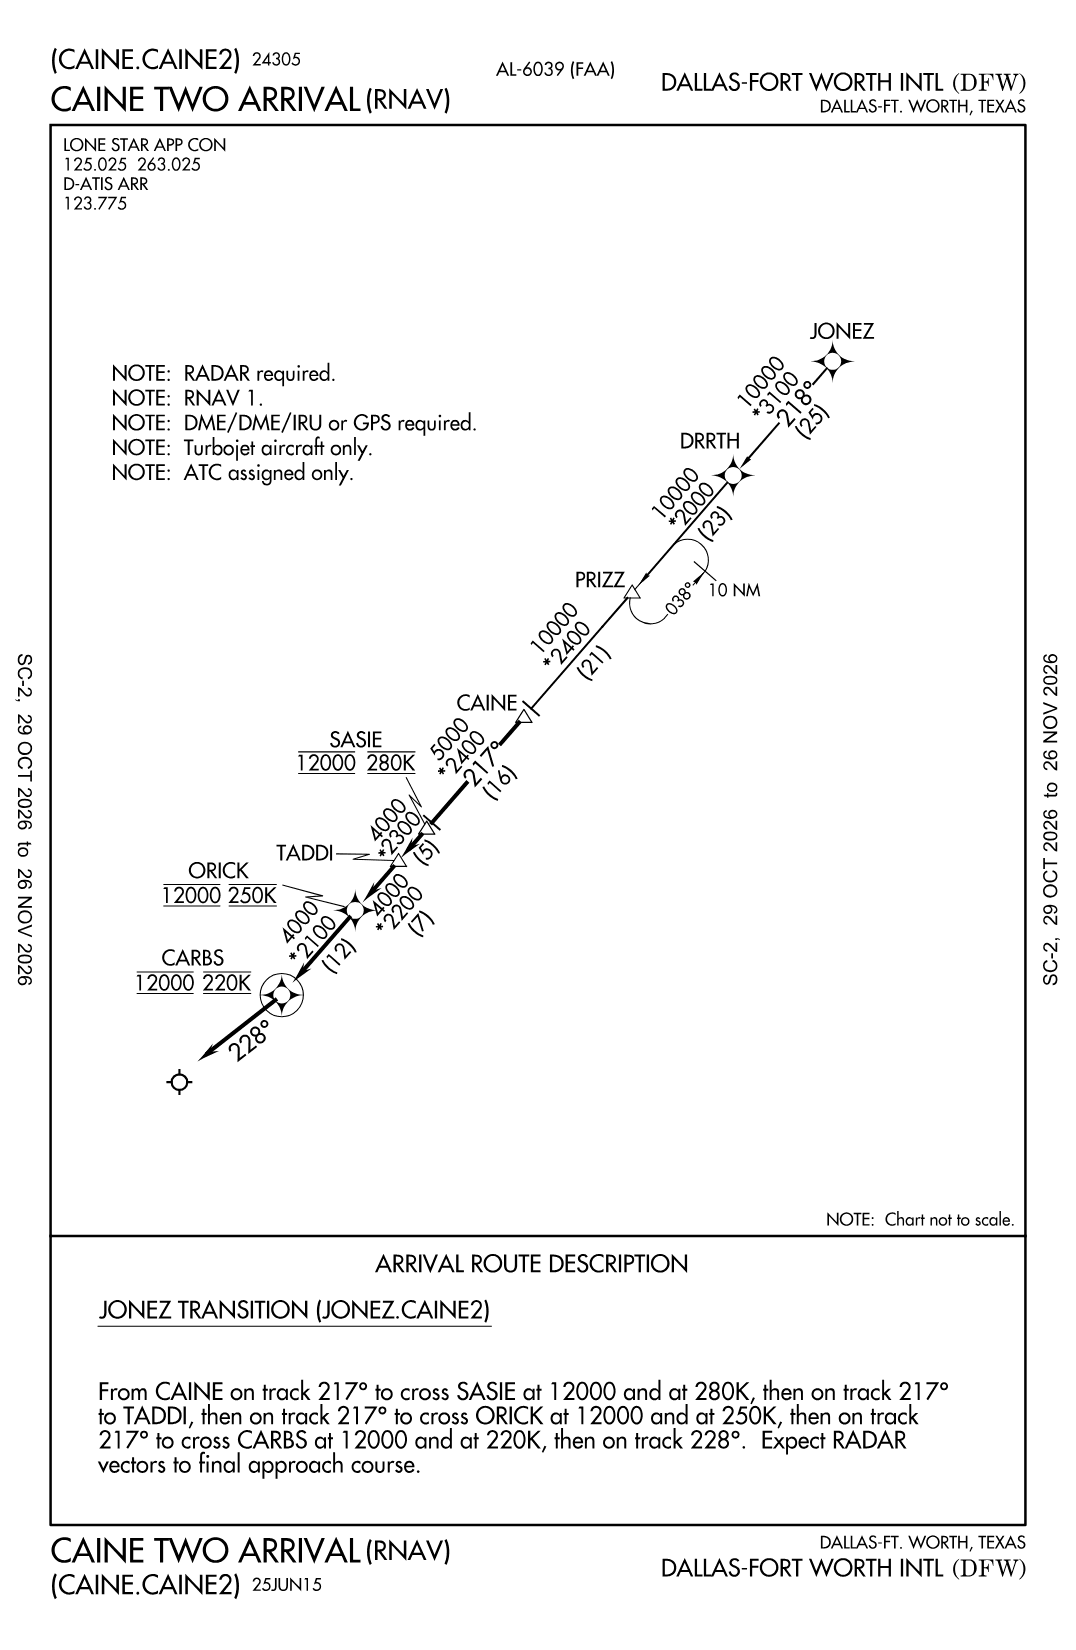 (CAINE.CAINE2) 24305
AL-6039 (FAA)
DALLAS-FORT WORTH INTL (DFW)
CAINE TWO ARRIVAL (RNAV)
DALLAS-FT. WORTH, TEXAS
LONE STAR APP CON
125.025 263.025
D-ATIS ARR
123.775
NOTE: RADAR required.
NOTE: RNAV 1.
NOTE: DME/DME/IRU or GPS required.
NOTE: Turbojet aircraft only.
NOTE: ATC assigned only.
JONEZ
10000
*3100
218°
(25)
DRRTH
10000
*2000
(23)
PRIZZ
038°
10 NM
10000
*2400
(21)
CAINE
5000
*2400
217°
(16)
SASIE
12000 280K
4000
*2300
(5)
TADDI
4000
*2200
(7)
ORICK
12000 250K
4000
*2100
(12)
CARBS
12000 220K
228°
SC-2, 29 OCT 2026 to 26 NOV 2026
SC-2, 29 OCT 2026 to 26 NOV 2026
NOTE: Chart not to scale.
ARRIVAL ROUTE DESCRIPTION
JONEZ TRANSITION (JONEZ.CAINE2)
From CAINE on track 217° to cross SASIE at 12000 and at 280K, then on track 217°
to TADDI, then on track 217° to cross ORICK at 12000 and at 250K, then on track
217° to cross CARBS at 12000 and at 220K, then on track 228°. Expect RADAR
vectors to final approach course.
CAINE TWO ARRIVAL (RNAV)
DALLAS-FT. WORTH, TEXAS
(CAINE.CAINE2) 25JUN15
DALLAS-FORT WORTH INTL (DFW)